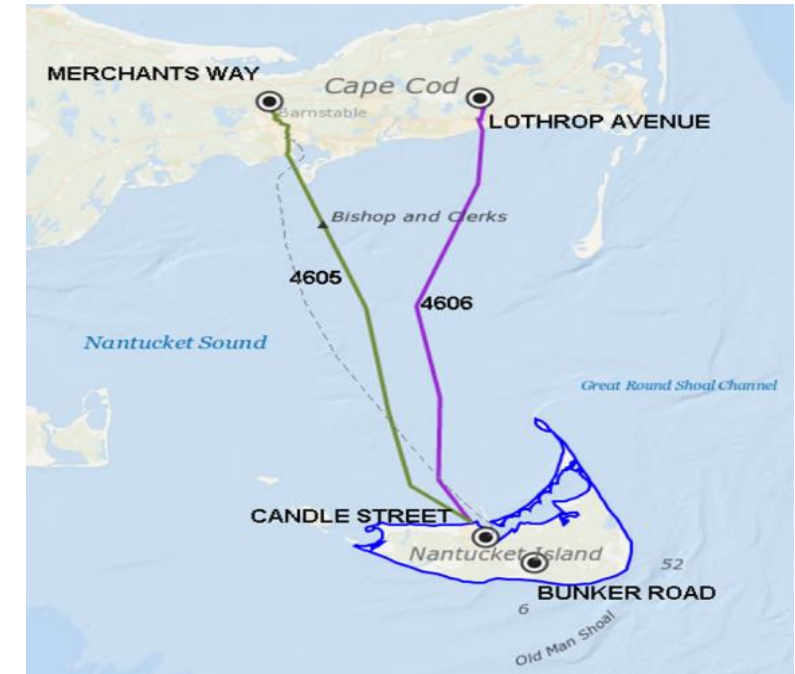 MERCHANTS WAY
Cape Cod
Barnstable
LOTHROP AVENUE
Bishop and Clerks
4605
4606
Nantucket Sound
Great Round Shoal Channel
CANDLE STREET
Nantucket Island
52
BUNKER ROAD
6
Old Man Shoal